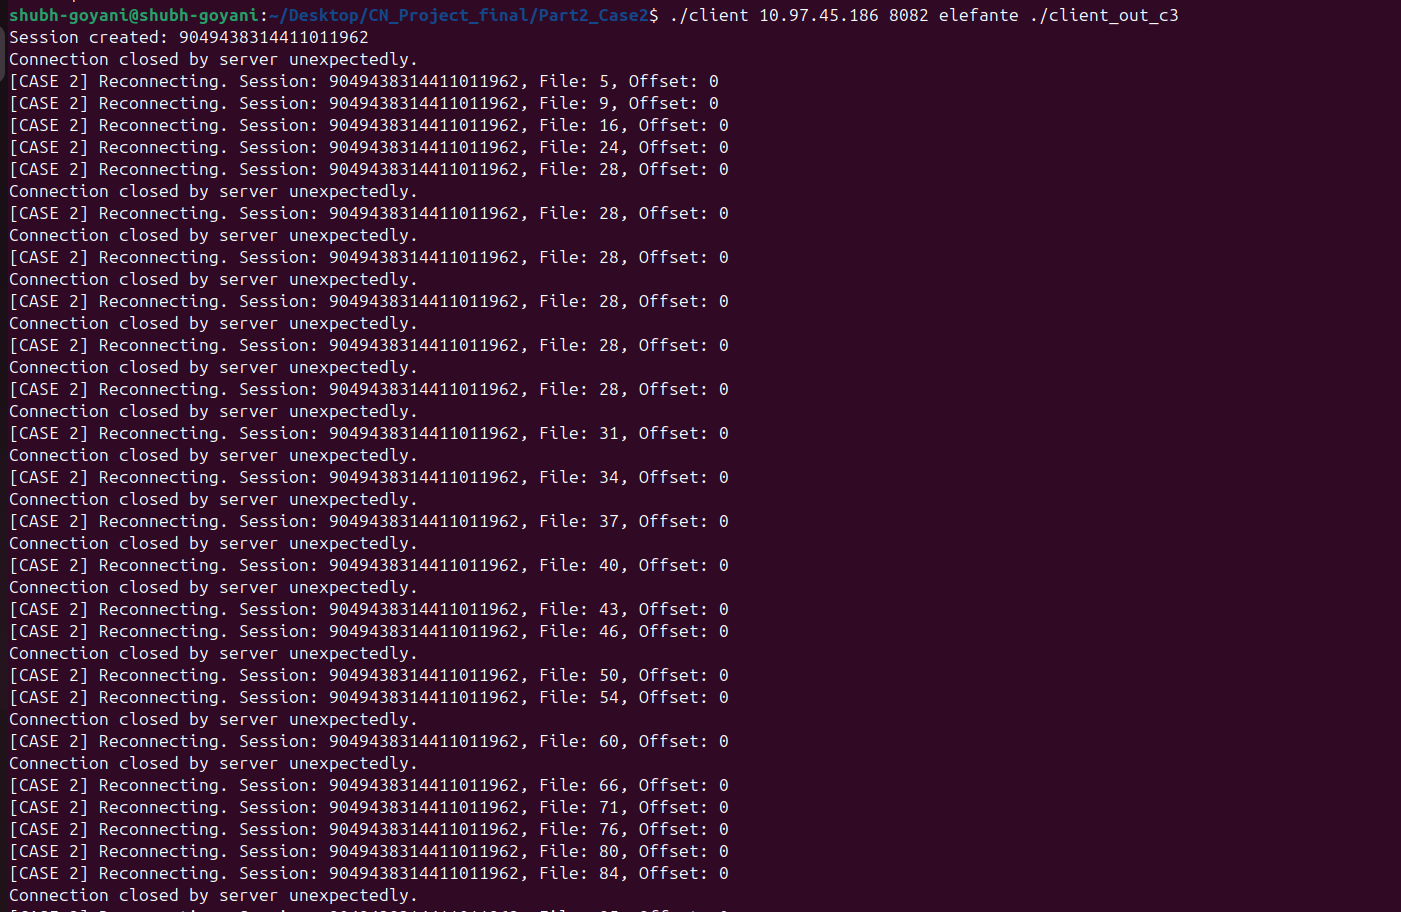 shubh-goyani@shubh-goyani:~/Desktop/CN_Project_final/Part2_Case2$ ./client 10.97.45.186 8082 elefante ./client_out_c3
Session created: 9049438314411011962
Connection closed by server unexpectedly.
[CASE 2] Reconnecting. Session: 9049438314411011962, File: 5, Offset: 0
[CASE 2] Reconnecting. Session: 9049438314411011962, File: 9, Offset: 0
[CASE 2] Reconnecting. Session: 9049438314411011962, File: 16, Offset: 0
[CASE 2] Reconnecting. Session: 9049438314411011962, File: 24, Offset: 0
[CASE 2] Reconnecting. Session: 9049438314411011962, File: 28, Offset: 0
Connection closed by server unexpectedly.
[CASE 2] Reconnecting. Session: 9049438314411011962, File: 28, Offset: 0
Connection closed by server unexpectedly.
[CASE 2] Reconnecting. Session: 9049438314411011962, File: 28, Offset: 0
Connection closed by server unexpectedly.
[CASE 2] Reconnecting. Session: 9049438314411011962, File: 28, Offset: 0
Connection closed by server unexpectedly.
[CASE 2] Reconnecting. Session: 9049438314411011962, File: 28, Offset: 0
Connection closed by server unexpectedly.
[CASE 2] Reconnecting. Session: 9049438314411011962, File: 28, Offset: 0
Connection closed by server unexpectedly.
[CASE 2] Reconnecting. Session: 9049438314411011962, File: 31, Offset: 0
Connection closed by server unexpectedly.
[CASE 2] Reconnecting. Session: 9049438314411011962, File: 34, Offset: 0
Connection closed by server unexpectedly.
[CASE 2] Reconnecting. Session: 9049438314411011962, File: 37, Offset: 0
Connection closed by server unexpectedly.
[CASE 2] Reconnecting. Session: 9049438314411011962, File: 40, Offset: 0
Connection closed by server unexpectedly.
[CASE 2] Reconnecting. Session: 9049438314411011962, File: 43, Offset: 0
[CASE 2] Reconnecting. Session: 9049438314411011962, File: 46, Offset: 0
Connection closed by server unexpectedly.
[CASE 2] Reconnecting. Session: 9049438314411011962, File: 50, Offset: 0
[CASE 2] Reconnecting. Session: 9049438314411011962, File: 54, Offset: 0
Connection closed by server unexpectedly.
[CASE 2] Reconnecting. Session: 9049438314411011962, File: 60, Offset: 0
Connection closed by server unexpectedly.
[CASE 2] Reconnecting. Session: 9049438314411011962, File: 66, Offset: 0
[CASE 2] Reconnecting. Session: 9049438314411011962, File: 71, Offset: 0
[CASE 2] Reconnecting. Session: 9049438314411011962, File: 76, Offset: 0
[CASE 2] Reconnecting. Session: 9049438314411011962, File: 80, Offset: 0
[CASE 2] Reconnecting. Session: 9049438314411011962, File: 84, Offset: 0
Connection closed by server unexpectedly.